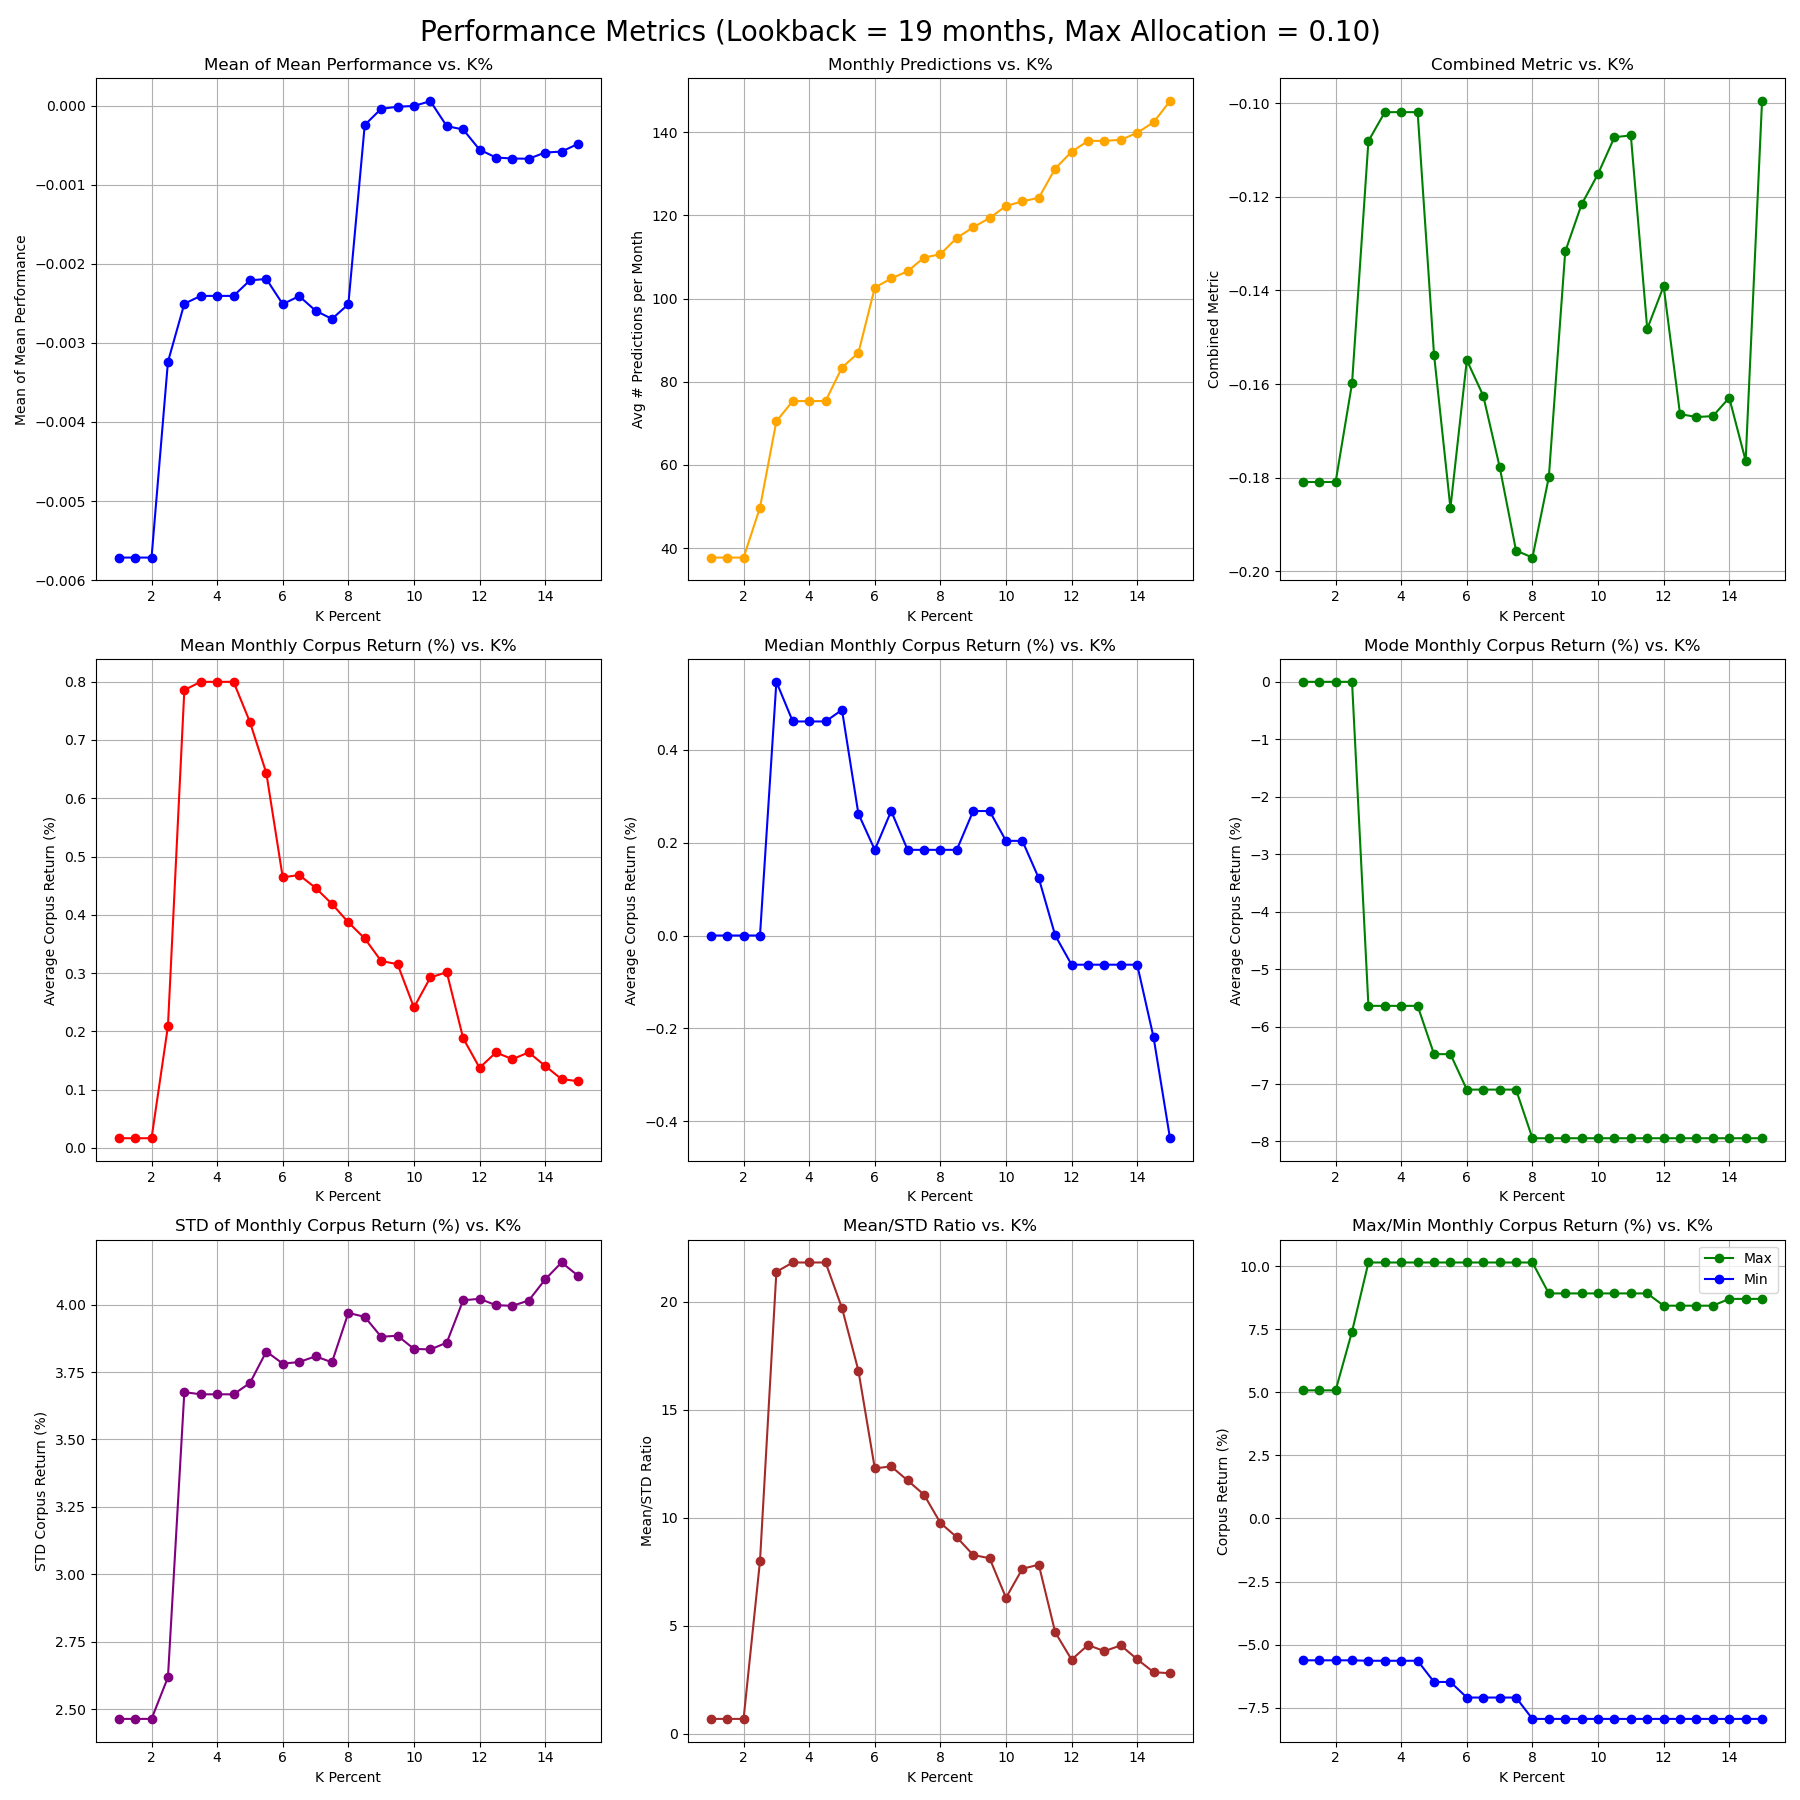 Performance Metrics (Lookback = 19 months, Max Allocation = 0.10)
Mean of Mean Performance vs. K%
Mean of Mean Performance
0.000
−0.001
−0.002
−0.003
−0.004
−0.005
−0.006
2 4 6 8 10 12 14
K Percent
Monthly Predictions vs. K%
Avg # Predictions per Month
140
120
100
80
60
40
2 4 6 8 10 12 14
K Percent
Combined Metric vs. K%
Combined Metric
−0.10
−0.12
−0.14
−0.16
−0.18
−0.20
2 4 6 8 10 12 14
K Percent
Mean Monthly Corpus Return (%) vs. K%
Average Corpus Return (%)
0.8
0.7
0.6
0.5
0.4
0.3
0.2
0.1
0.0
2 4 6 8 10 12 14
K Percent
Median Monthly Corpus Return (%) vs. K%
Average Corpus Return (%)
0.4
0.2
0.0
−0.2
−0.4
2 4 6 8 10 12 14
K Percent
Mode Monthly Corpus Return (%) vs. K%
Average Corpus Return (%)
0
−1
−2
−3
−4
−5
−6
−7
−8
2 4 6 8 10 12 14
K Percent
STD of Monthly Corpus Return (%) vs. K%
STD Corpus Return (%)
4.00
3.75
3.50
3.25
3.00
2.75
2.50
2 4 6 8 10 12 14
K Percent
Mean/STD Ratio vs. K%
Mean/STD Ratio
20
15
10
5
0
2 4 6 8 10 12 14
K Percent
Max/Min Monthly Corpus Return (%) vs. K%
Corpus Return (%)
Max
Min
10.0
7.5
5.0
2.5
0.0
−2.5
−5.0
−7.5
2 4 6 8 10 12 14
K Percent